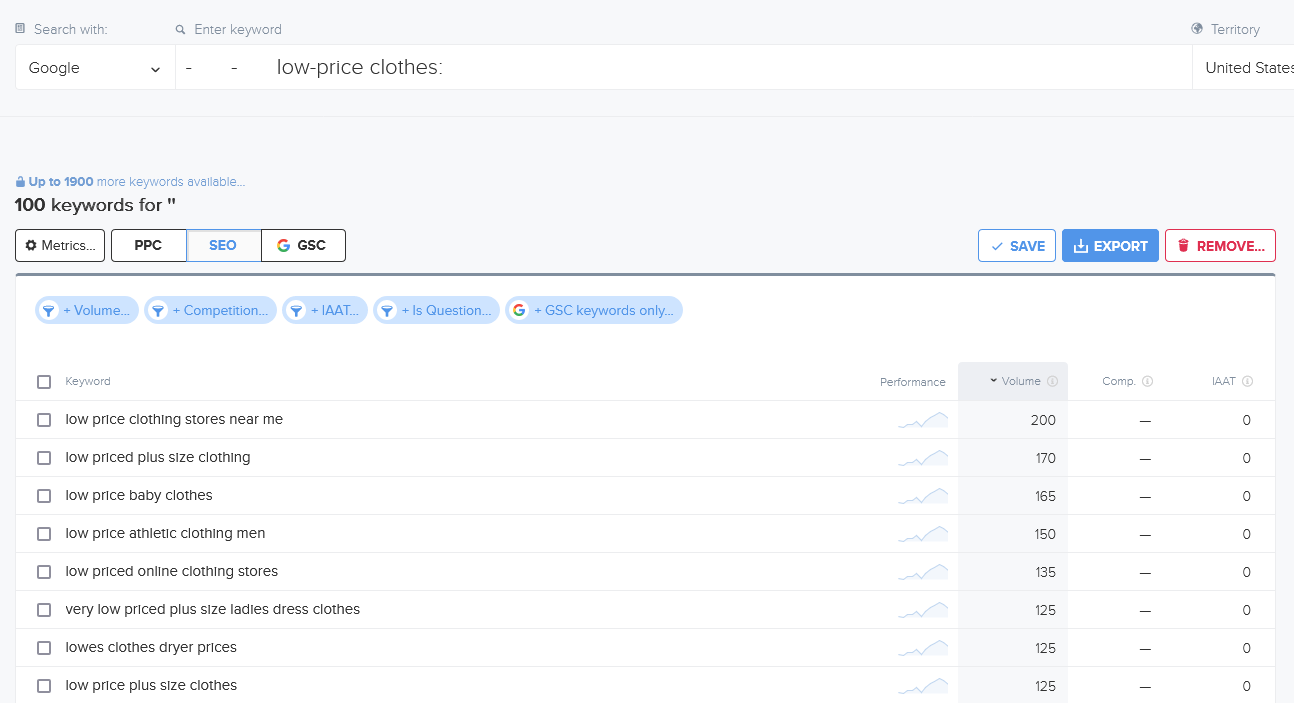 Search with: Enter keyword Territory
Google - - low-price clothes: United States
Up to 1900 more keywords available...
100 keywords for "
Metrics... PPC SEO GSC SAVE EXPORT REMOVE...
+ Volume... + Competition... + IAAT... + Is Question... + GSC keywords only...
Keyword Performance Volume Comp. IAAT
low price clothing stores near me 200 — 0
low priced plus size clothing 170 — 0
low price baby clothes 165 — 0
low price athletic clothing men 150 — 0
low priced online clothing stores 135 — 0
very low priced plus size ladies dress clothes 125 — 0
lowes clothes dryer prices 125 — 0
low price plus size clothes 125 — 0